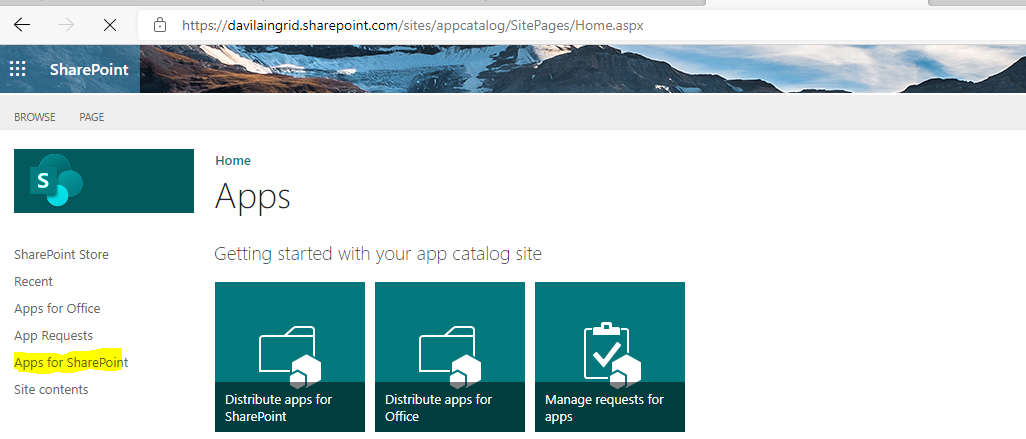 https://davilaingrid.sharepoint.com/sites/appcatalog/SitePages/Home.aspx
SharePoint
BROWSE PAGE
S
Home
Apps
SharePoint Store
Recent
Apps for Office
App Requests
Apps for SharePoint
Site contents
Getting started with your app catalog site
Distribute apps for
SharePoint
Distribute apps for
Office
Manage requests for
apps